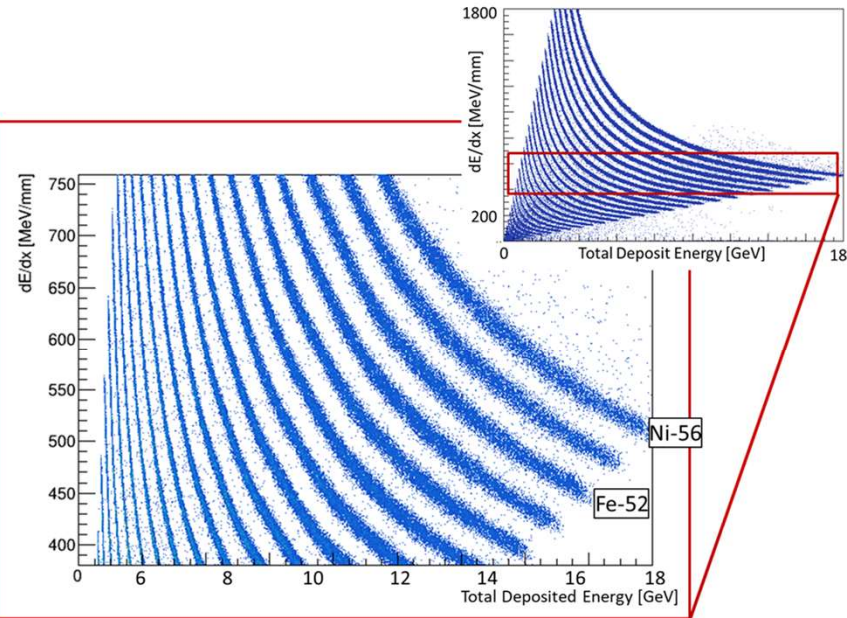 1800
dE/dx [MeV/mm]
200
0
18
Total Deposit Energy [GeV]
dE/dx [MeV/mm]
750
700
650
600
550
500
450
400
Ni-56
Fe-52
0 6 8 10 12 14 16 18
Total Deposited Energy [GeV]